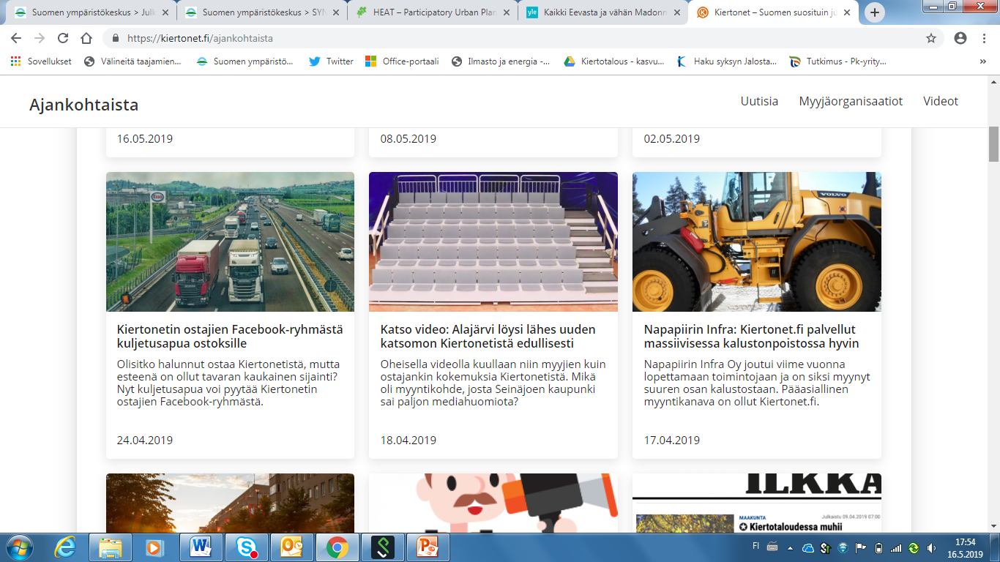 Suomen ympäristökeskus > Julk
Suomen ympäristökeskus > SYN
HEAT – Participatory Urban Plan
yle
Kaikki Eevasta ja vähän Madonn
Kiertonet – Suomen suosituin ju
https://kiertonet.fi/ajankohtaista
Sovellukset
Välineitä taajamien...
Suomen ympäristö...
Twitter
Office-portaali
Ilmasto ja energia -...
Kiertotalous - kasvu...
Haku syksyn Jalosta...
Tutkimus - Pk-yrity...
»
Ajankohtaista
Uutisia
Myyjäorganisaatiot
Videot
16.05.2019
08.05.2019
02.05.2019
Esso
VOLVO
Kiertonetin ostajien Facebook-ryhmästä
kuljetusapua ostoksille
Olisitko halunnut ostaa Kiertonetistä, mutta
esteenä on ollut tavaran kaukainen sijainti?
Nyt kuljetusapua voi pyytää Kiertonetin
ostajien Facebook-ryhmästä.
24.04.2019
Katso video: Alajärvi löysi lähes uuden
katsomon Kiertonetistä edullisesti
Oheisella videolla kuullaan niin myyjien kuin
ostajankin kokemuksia Kiertonetistä. Mikä
oli myyntikohde, josta Seinäjoen kaupunki
sai paljon mediahuomiota?
18.04.2019
Napapiirin Infra: Kiertonet.fi palvellut
massiivisessa kalustonpoistossa hyvin
Napapiirin Infra Oy joutui viime vuonna
lopettamaan toimintojaan ja on siksi myynyt
suuren osan kalustostaan. Pääasiallinen
myyntikanava on ollut Kiertonet.fi.
17.04.2019
ILKKA
MAAKUNTA
Julkaistu 09.04.2019 07:00
Kiertotaloudessa muhii
FI
17:54
16.5.2019